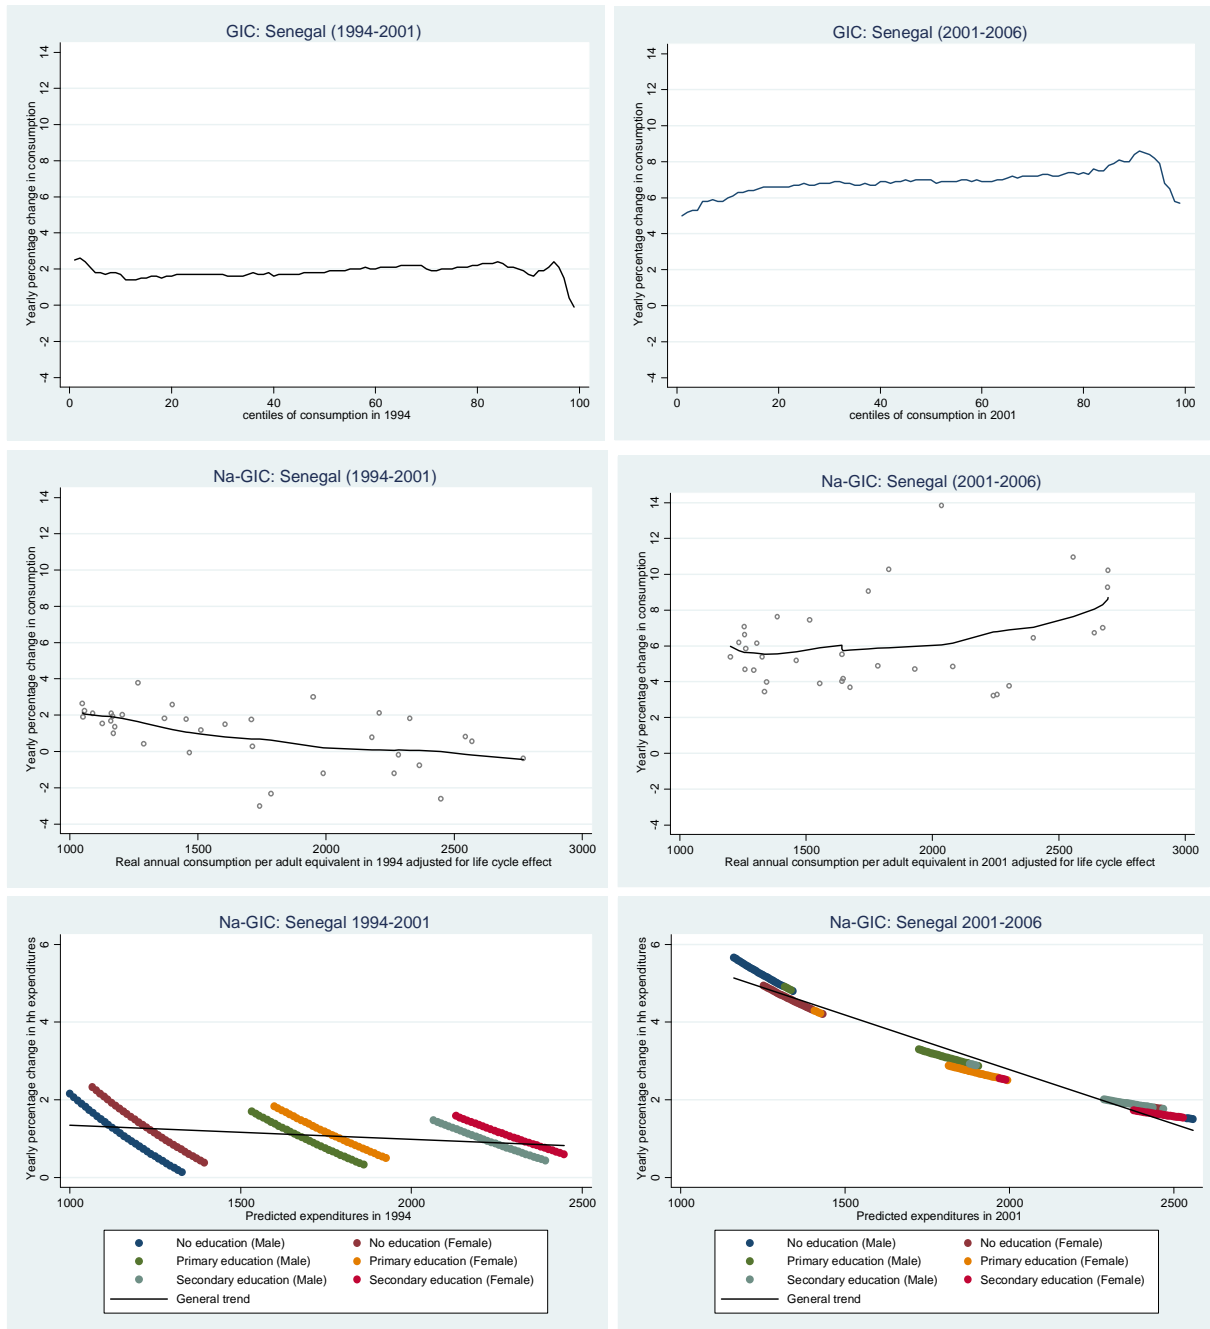 GIC: Senegal (1994-2001)
Yearly percentage change in consumption
14
12
10
8
6
4
2
0
-2
-4
0 20 40 60 80 100
centiles of consumption in 1994
GIC: Senegal (2001-2006)
Yearly percentage change in consumption
14
12
10
8
6
4
2
0
-2
-4
0 20 40 60 80 100
centiles of consumption in 2001
Na-GIC: Senegal (1994-2001)
Yearly percentage change in consumption
14
12
10
8
6
4
2
0
-2
-4
1000 1500 2000 2500 3000
Real annual consumption per adult equivalent in 1994 adjusted for life cycle effect
Na-GIC: Senegal (2001-2006)
Yearly percentage change in consumption
14
12
10
8
6
4
2
0
-2
-4
1000 1500 2000 2500 3000
Real annual consumption per adult equivalent in 2001 adjusted for life cycle effect
Na-GIC: Senegal 1994-2001
Yearly percentage change in hh expenditures
6
4
2
0
1000 1500 2000 2500
Predicted expenditures in 1994
No education (Male) No education (Female)
Primary education (Male) Primary education (Female)
Secondary education (Male) Secondary education (Female)
General trend
Na-GIC: Senegal 2001-2006
Yearly percentage change in hh expenditures
6
4
2
0
1000 1500 2000 2500
Predicted expenditures in 2001
No education (Male) No education (Female)
Primary education (Male) Primary education (Female)
Secondary education (Male) Secondary education (Female)
General trend